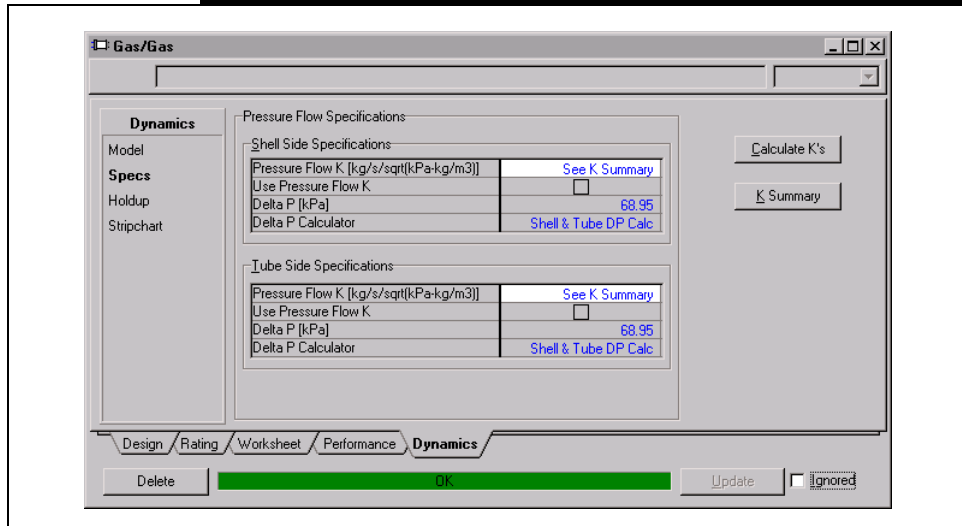 Gas/Gas
Dynamics
Model
Specs
Holdup
Stripchart
Pressure Flow Specifications
Shell Side Specifications
Pressure Flow K [kg/s/sqrt(kPa-kg/m3)] See K Summary
Use Pressure Flow K
Delta P [kPa] 68.95
Delta P Calculator Shell & Tube DP Calc
Tube Side Specifications
Pressure Flow K [kg/s/sqrt(kPa-kg/m3)] See K Summary
Use Pressure Flow K
Delta P [kPa] 68.95
Delta P Calculator Shell & Tube DP Calc
Calculate K's
K Summary
Design Rating Worksheet Performance Dynamics
Delete OK Update Ignored